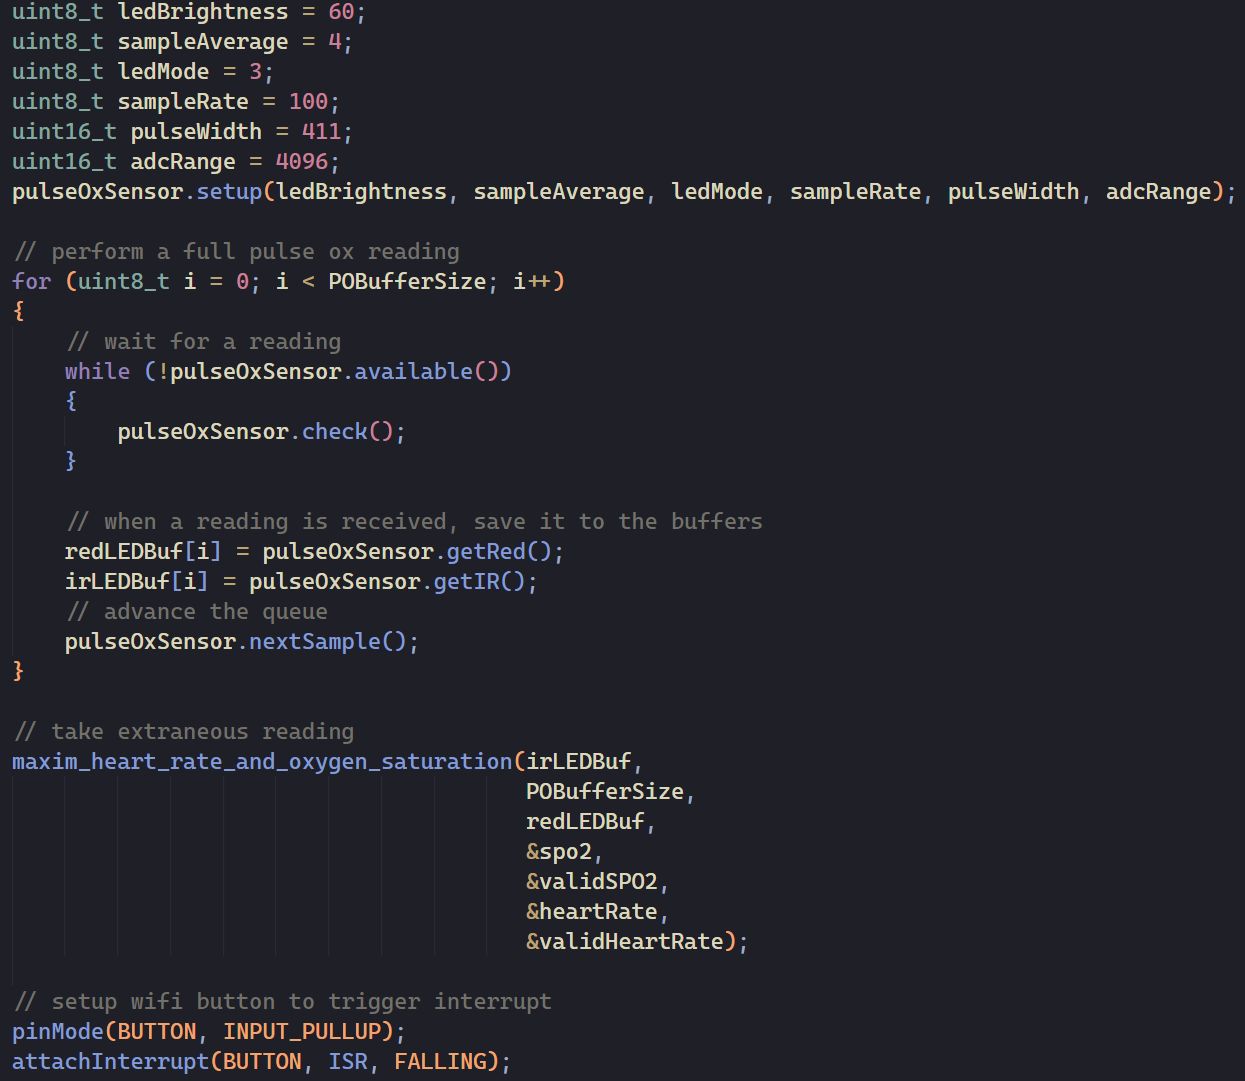 uint8_t ledBrightness = 60;
uint8_t sampleAverage = 4;
uint8_t ledMode = 3;
uint8_t sampleRate = 100;
uint16_t pulseWidth = 411;
uint16_t adcRange = 4096;
pulseOxSensor.setup(ledBrightness, sampleAverage, ledMode, sampleRate, pulseWidth, adcRange);

// perform a full pulse ox reading
for (uint8_t i = 0; i < POBufferSize; i++)
{
    // wait for a reading
    while (!pulseOxSensor.available())
    {
        pulseOxSensor.check();
    }

    // when a reading is received, save it to the buffers
    redLEDBuf[i] = pulseOxSensor.getRed();
    irLEDBuf[i] = pulseOxSensor.getIR();
    // advance the queue
    pulseOxSensor.nextSample();
}

// take extraneous reading
maxim_heart_rate_and_oxygen_saturation(irLEDBuf,
                                       POBufferSize,
                                       redLEDBuf,
                                       &spo2,
                                       &validSPO2,
                                       &heartRate,
                                       &validHeartRate);

// setup wifi button to trigger interrupt
pinMode(BUTTON, INPUT_PULLUP);
attachInterrupt(BUTTON, ISR, FALLING);